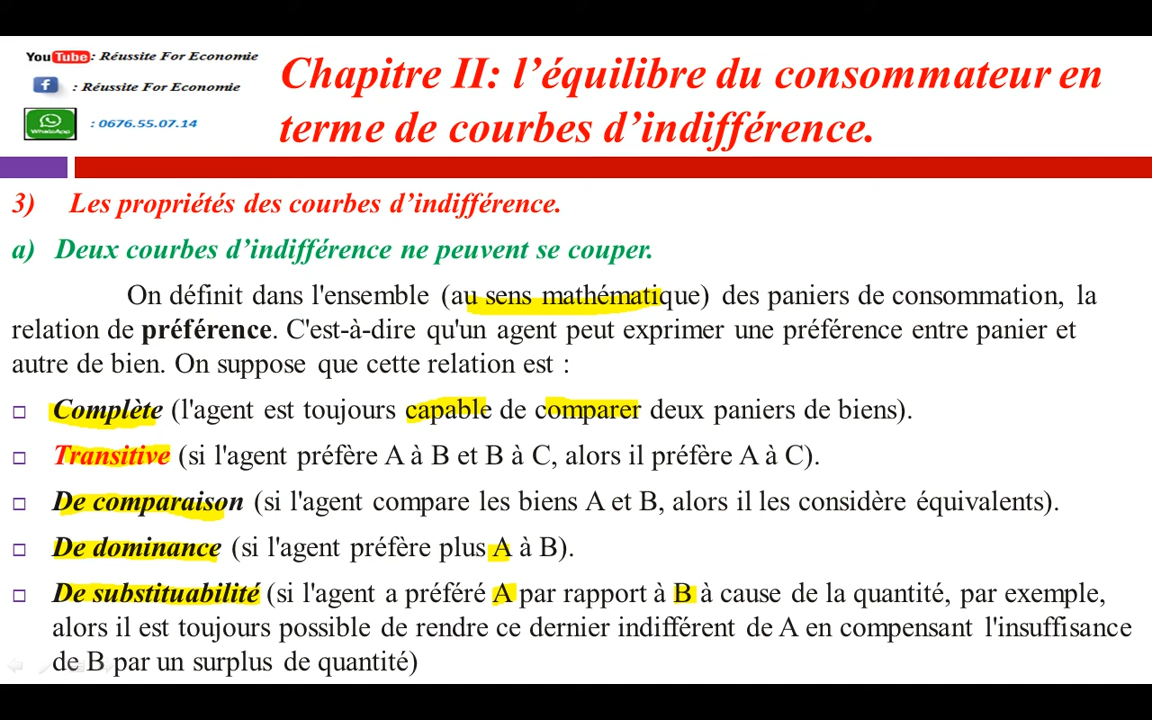 YouTube : Réussite For Economie
: Réussite For Economie
WhatsApp : 0676.55.07.14
Chapitre II: l’équilibre du consommateur en
terme de courbes d’indifférence.
3) Les propriétés des courbes d’indifférence.
a) Deux courbes d’indifférence ne peuvent se couper.
On définit dans l'ensemble (au sens mathématique) des paniers de consommation, la
relation de préférence. C'est-à-dire qu'un agent peut exprimer une préférence entre panier et
autre de bien. On suppose que cette relation est :
Complète (l'agent est toujours capable de comparer deux paniers de biens).
Transitive (si l'agent préfère A à B et B à C, alors il préfère A à C).
De comparaison (si l'agent compare les biens A et B, alors il les considère équivalents).
De dominance (si l'agent préfère plus A à B).
De substituabilité (si l'agent a préféré A par rapport à B à cause de la quantité, par exemple,
alors il est toujours possible de rendre ce dernier indifférent de A en compensant l'insuffisance
de B par un surplus de quantité)